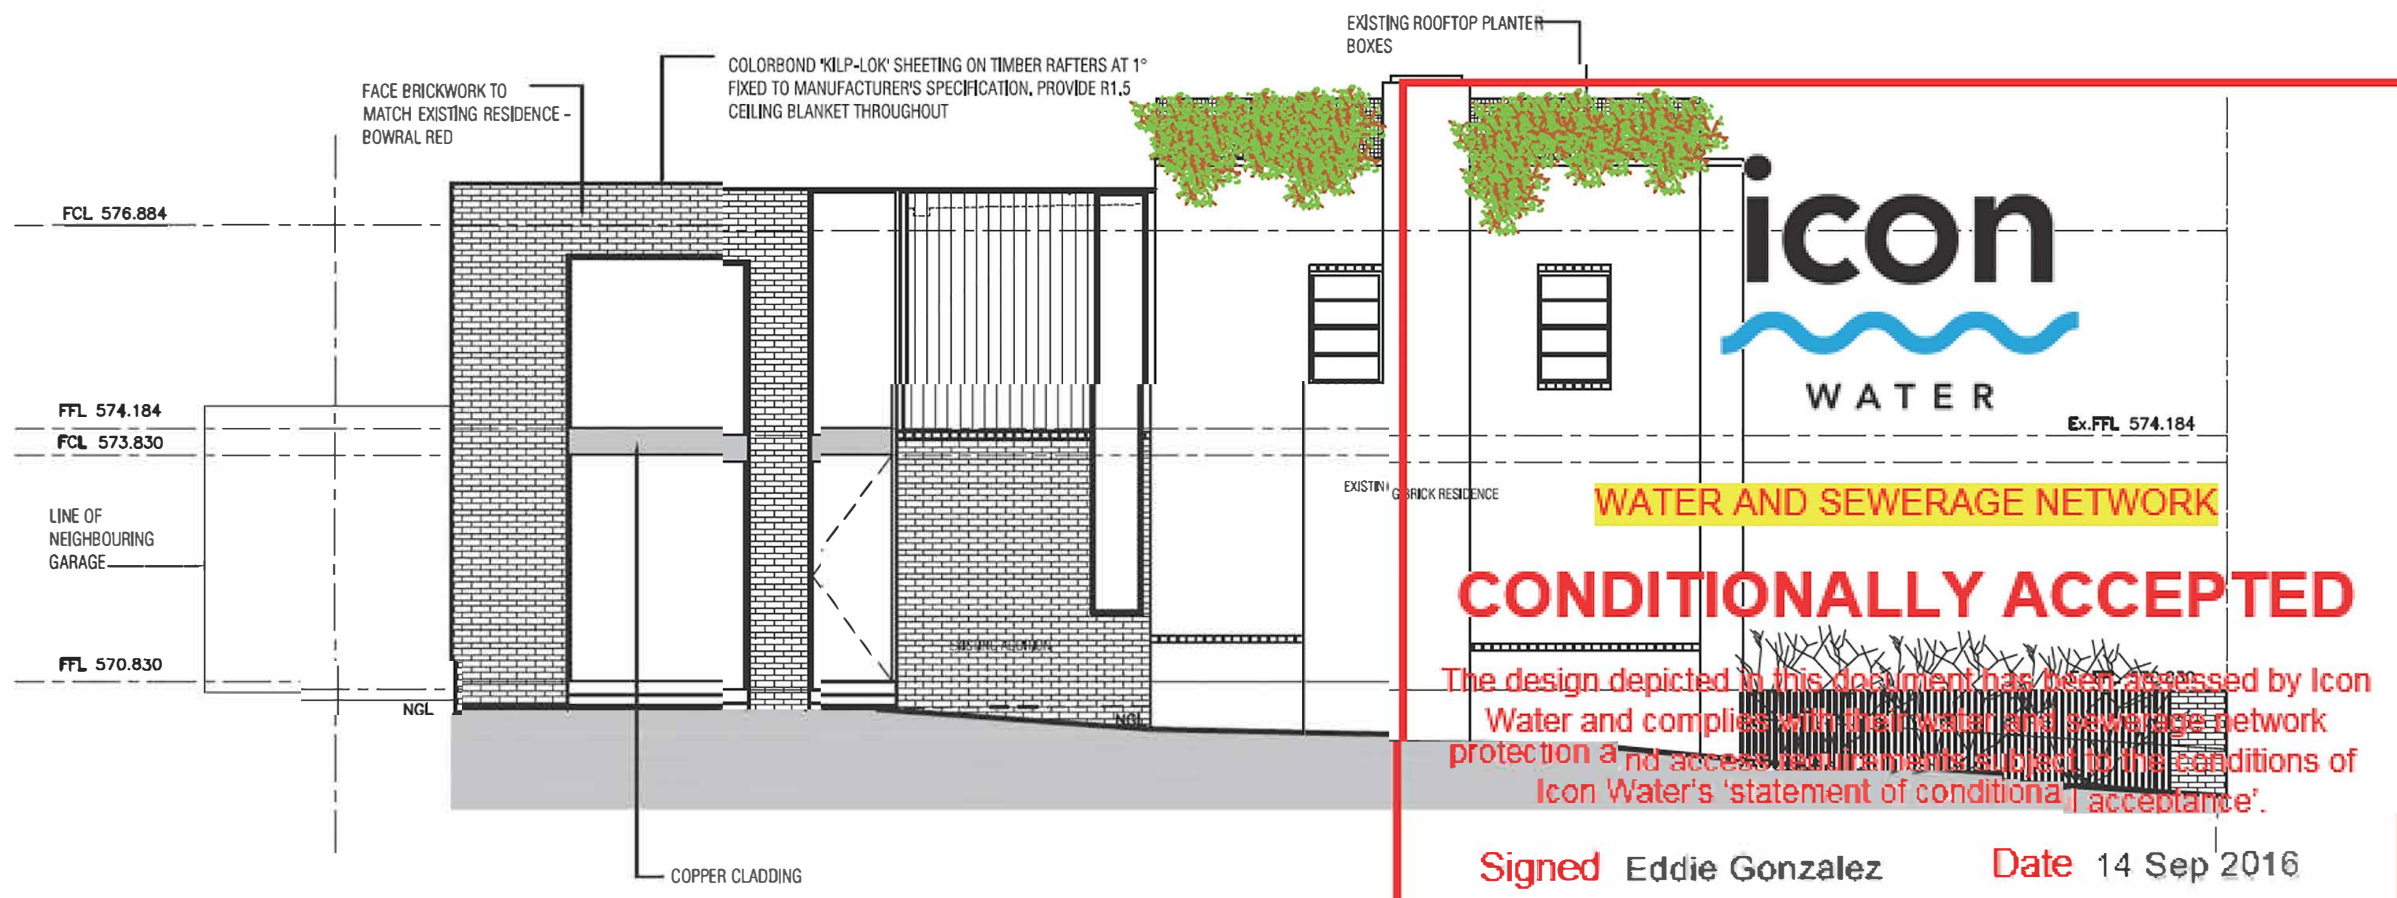 EXISTING ROOFTOP PLANTER
BOXES
COLORBOND 'KILP-LOK' SHEETING ON TIMBER RAFTERS AT 1°
FIXED TO MANUFACTURER'S SPECIFICATION. PROVIDE R1.5
CEILING BLANKET THROUGHOUT
FACE BRICKWORK TO
MATCH EXISTING RESIDENCE -
BOWRAL RED
FCL 576.884
icon
WATER
FFL 574.184
FCL 573.830
Ex.FFL 574.184
EXISTING BRICK RESIDENCE
WATER AND SEWERAGE NETWORK
LINE OF
NEIGHBOURING
GARAGE
CONDITIONALLY ACCEPTED
EXISTING ADDITION
FFL 570.830
The design depicted in this document has been assessed by Icon
Water and complies with their water and sewerage network
protection and access requirements subject to the conditions of
Icon Water's 'statement of conditional acceptance'.
NGL
NGL
Signed Eddie Gonzalez
Date 14 Sep 2016
COPPER CLADDING